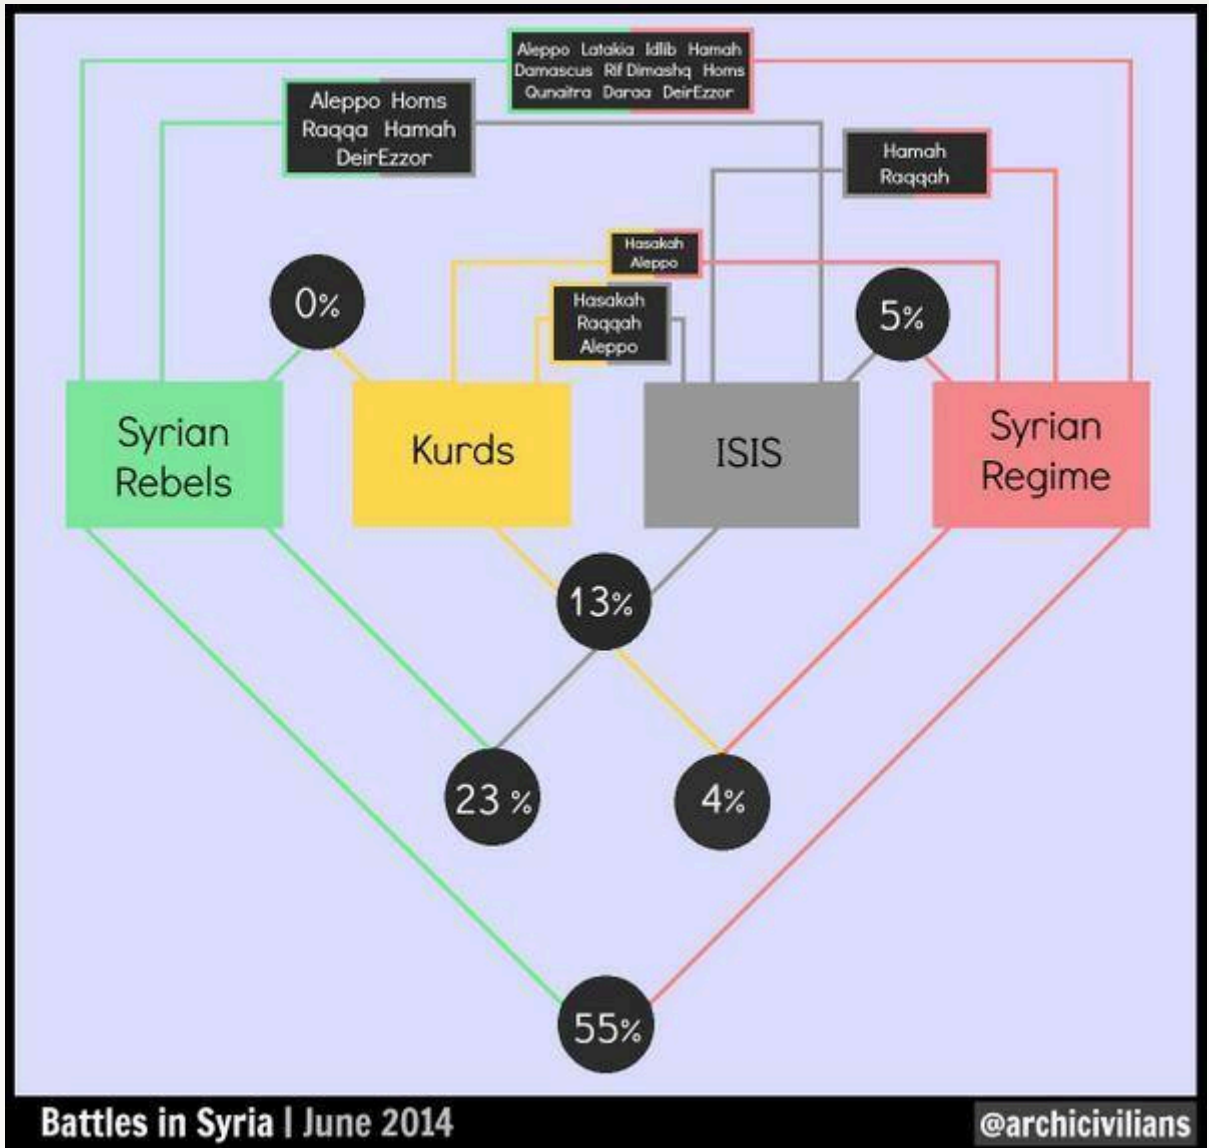 Aleppo Latakia Idlib Hamah
Damascus Rif Dimashq Homs
Qunaitra Daraa DeirEzzor
Aleppo Homs
Raqqa Hamah
DeirEzzor
Hamah
Raqqah
Hasakah
Aleppo
Hasakah
Raqqah
Aleppo
0%
5%
Syrian
Rebels
Kurds
ISIS
Syrian
Regime
13%
23 %
4%
55%
Battles in Syria | June 2014
@archicivilians